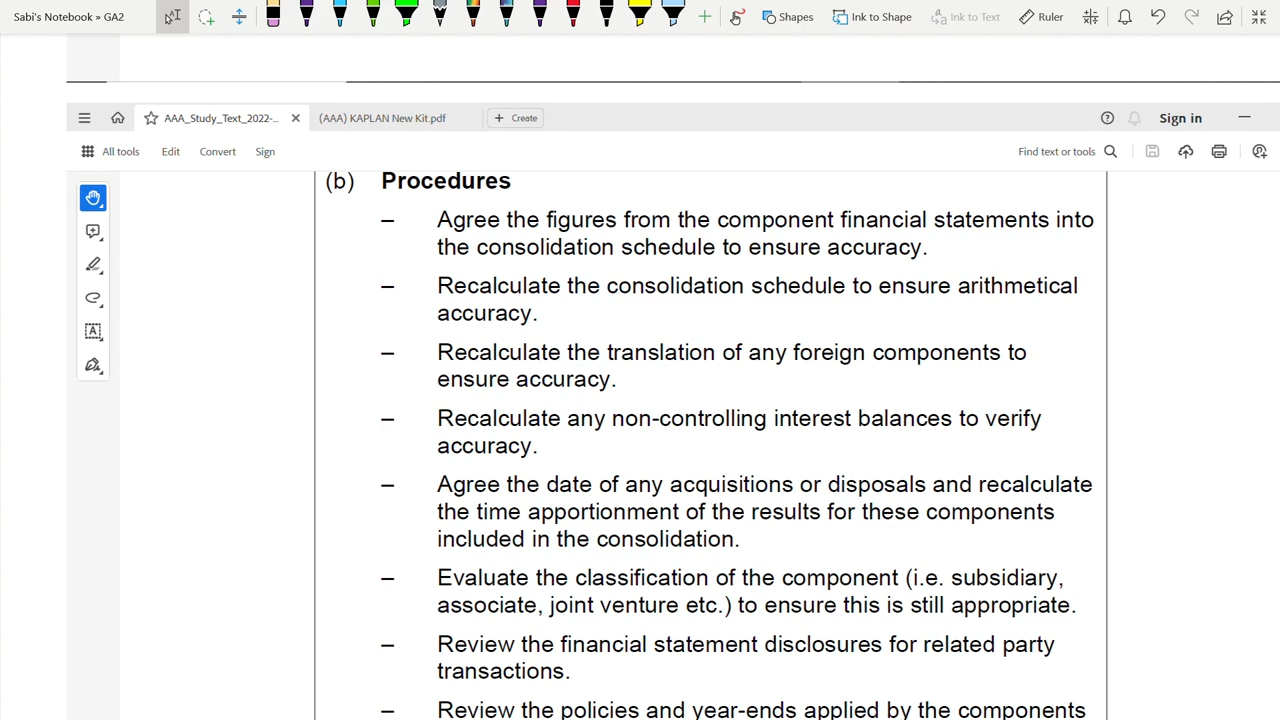 Sabi's Notebook » GA2
Shapes
Ink to Shape
Ink to Text
Ruler
AAA_Study_Text_2022-...
(AAA) KAPLAN New Kit.pdf
Create
Sign in
All tools
Edit
Convert
Sign
Find text or tools
(b) Procedures
– Agree the figures from the component financial statements into
the consolidation schedule to ensure accuracy.
– Recalculate the consolidation schedule to ensure arithmetical
accuracy.
– Recalculate the translation of any foreign components to
ensure accuracy.
– Recalculate any non-controlling interest balances to verify
accuracy.
– Agree the date of any acquisitions or disposals and recalculate
the time apportionment of the results for these components
included in the consolidation.
– Evaluate the classification of the component (i.e. subsidiary,
associate, joint venture etc.) to ensure this is still appropriate.
– Review the financial statement disclosures for related party
transactions.
– Review the policies and year-ends applied by the components